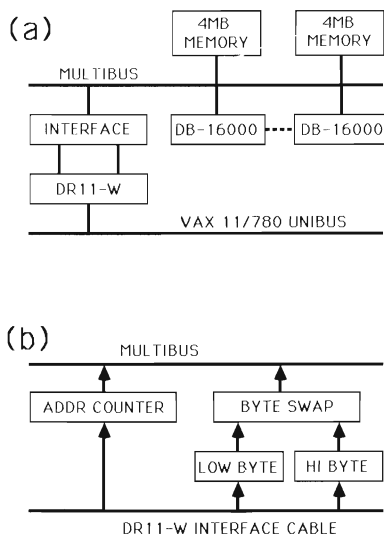 (a)
4MB MEMORY
4MB MEMORY
MULTIBUS
INTERFACE
DB-16000
DB-16000
DR11-W
VAX 11/780 UNIBUS
(b)
MULTIBUS
ADDR COUNTER
BYTE SWAP
LOW BYTE
HI BYTE
DR11-W INTERFACE CABLE